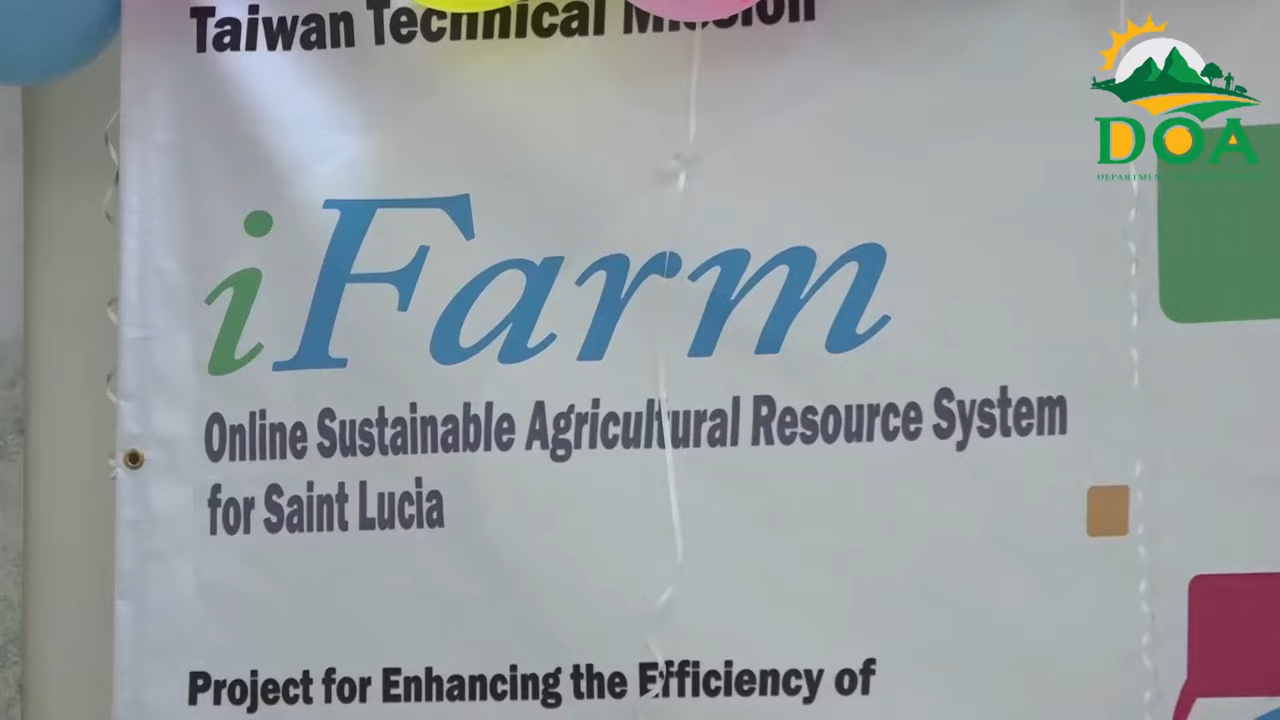 Taiwan Technical Mission
DOA
iFarm
Online Sustainable Agricultural Resource System
for Saint Lucia
Project for Enhancing the Efficiency of